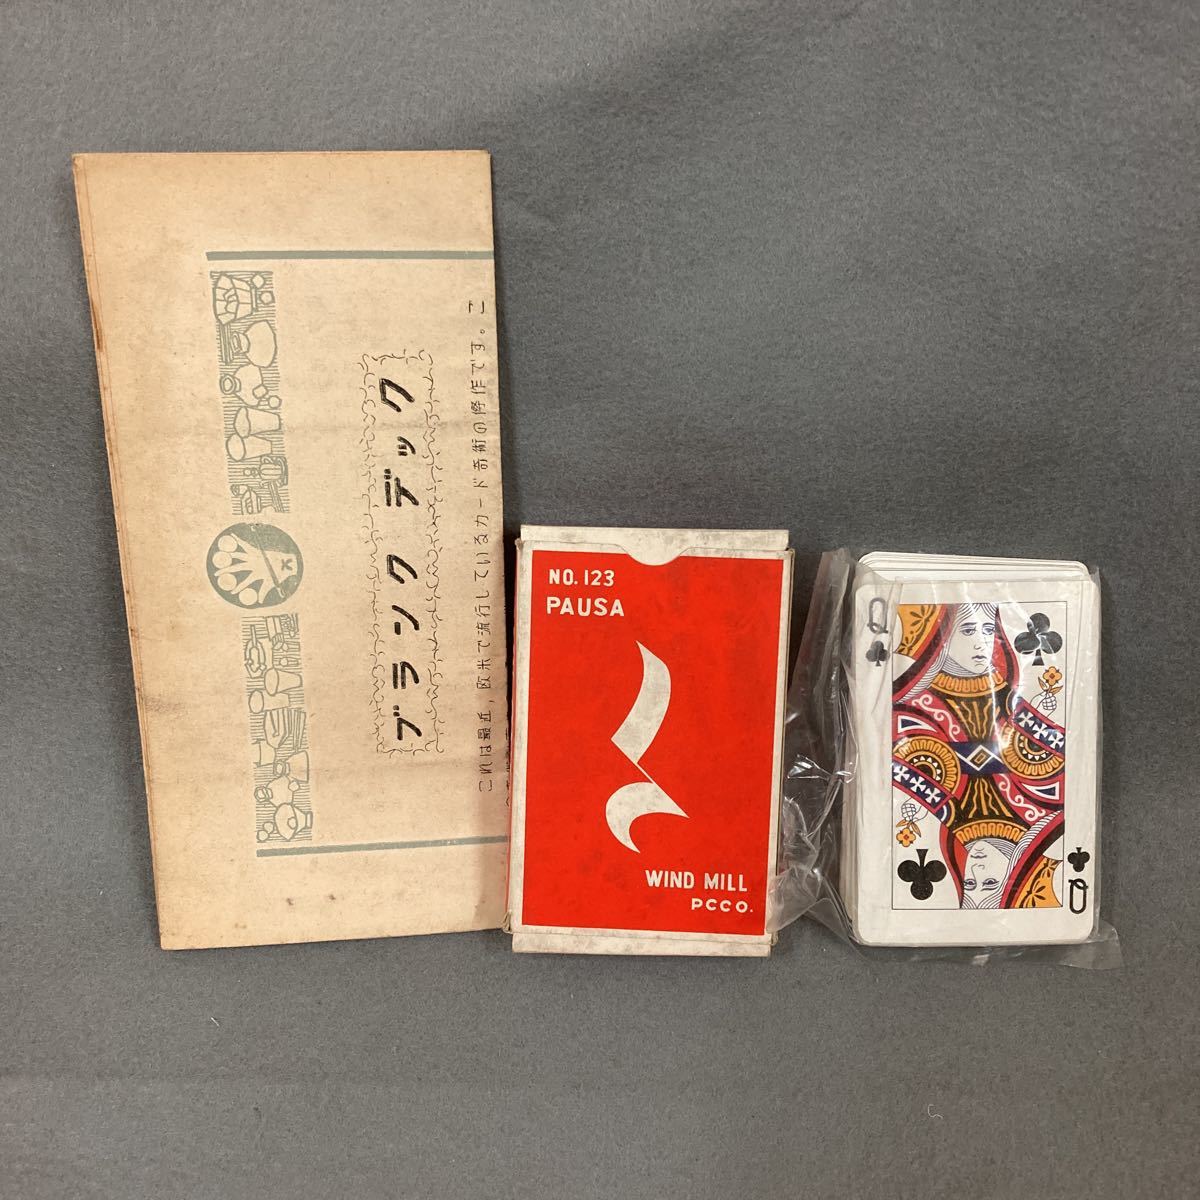 ブランク デック
これは最近，欧米で流行しているカード奇術の傑作です。こ
NO. 123
PAUSA
WIND MILL
PCCO.
Q
Q